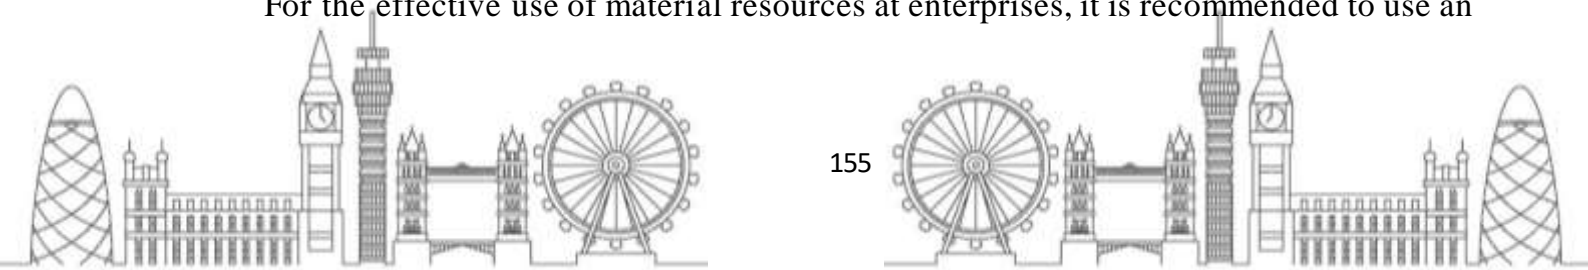 For the effective use of material resources at enterprises, it is recommended to use an
155